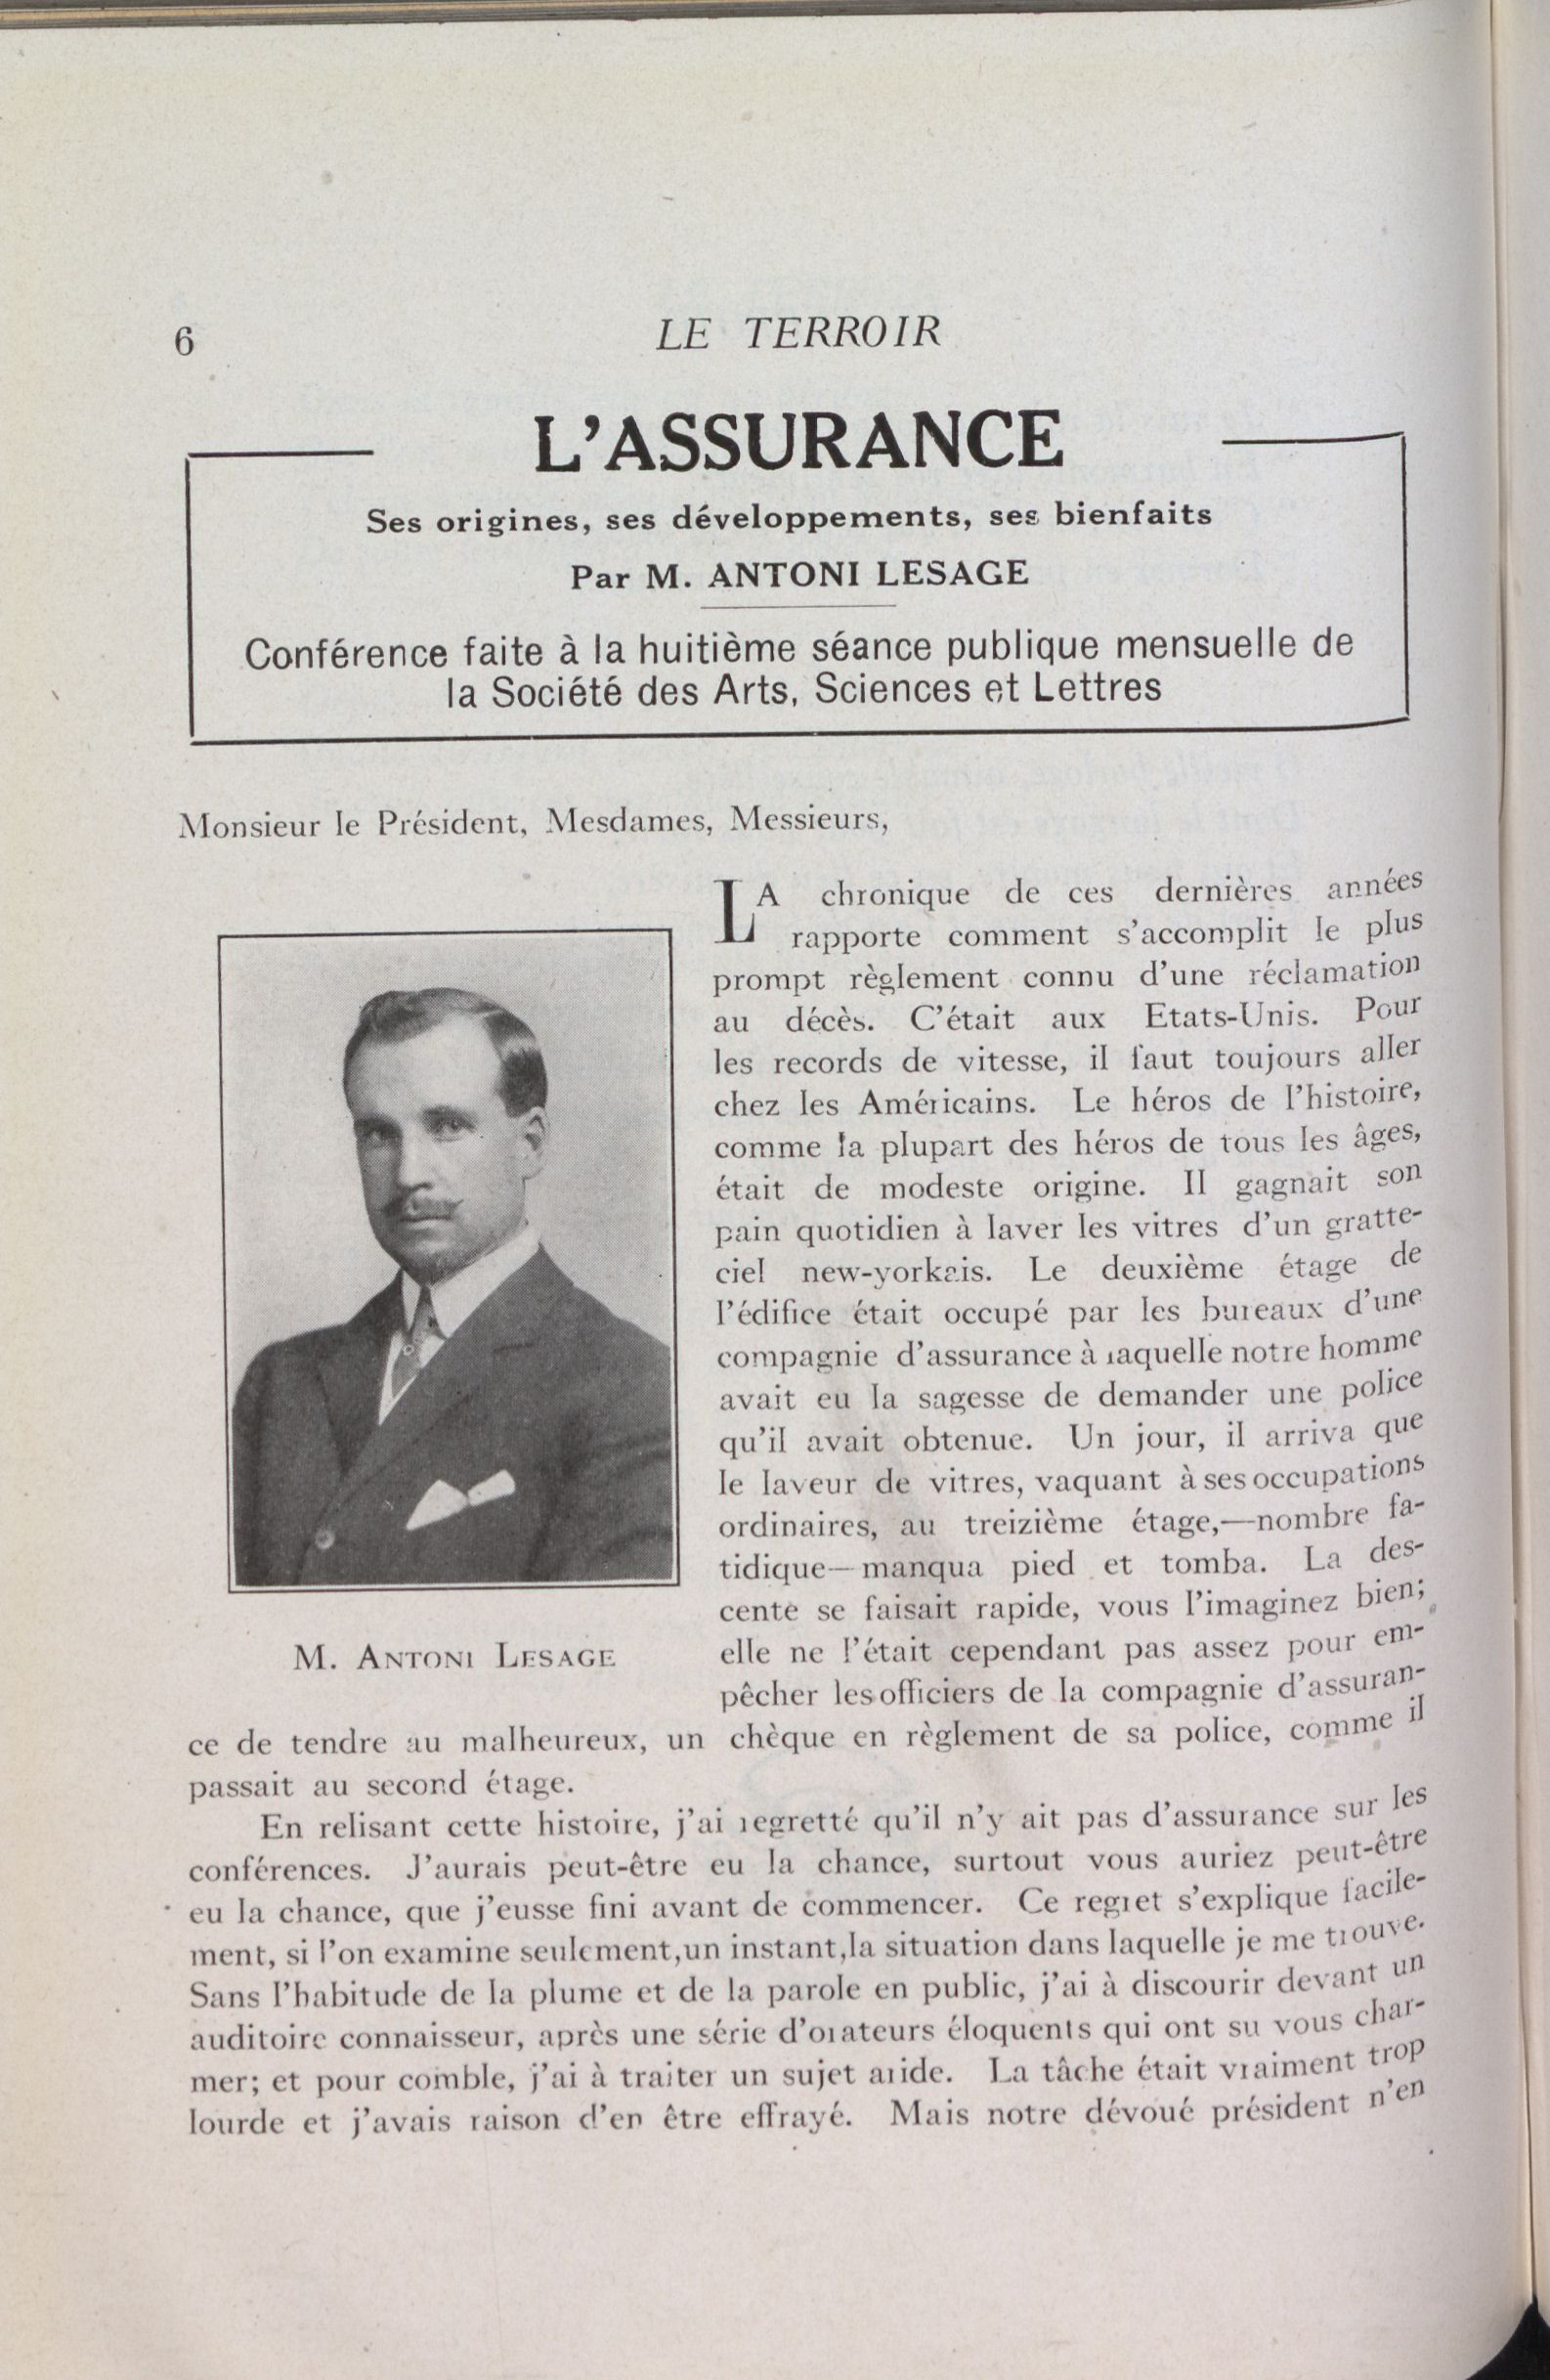 6
LE TERROIR
L'ASSURANCE
Ses origines, ses développements, ses bienfaits
Par M. ANTONI LESAGE
Conférence faite à la huitième séance publique mensuelle de
la Société des Arts, Sciences et Lettres
Monsieur le Président, Mesdames, Messieurs,
LA chronique de ces dernières années
rapporte comment s'accomplit le plus
prompt règlement connu d'une réclamation
au décès. C'était aux Etats-Unis. Pour
les records de vitesse, il faut toujours aller
chez les Américains. Le héros de l'histoire,
comme la plupart des héros de tous les âges,
était de modeste origine. Il gagnait son
pain quotidien à laver les vitres d'un gratte-
ciel new-yorkais. Le deuxième étage de
l'édifice était occupé par les bureaux d'une
compagnie d'assurance à laquelle notre homme
avait eu la sagesse de demander une police
qu'il avait obtenue. Un jour, il arriva que
le laveur de vitres, vaquant à ses occupations
ordinaires, au treizième étage,—nombre fa-
tidique—manqua pied et tomba. La des-
cente se faisait rapide, vous l'imaginez bien;
elle ne l'était cependant pas assez pour em-
pêcher les officiers de la compagnie d'assuran-
M. ANTONI LESAGE
ce de tendre au malheureux, un chèque en règlement de sa police, comme il
passait au second étage.
En relisant cette histoire, j'ai regretté qu'il n'y ait pas d'assurance sur les
conférences. J'aurais peut-être eu la chance, surtout vous auriez peut-être
eu la chance, que j'eusse fini avant de commencer. Ce regret s'explique facile-
ment, si l'on examine seulement, un instant, la situation dans laquelle je me trouve.
Sans l'habitude de la plume et de la parole en public, j'ai à discourir devant un
auditoire connaisseur, après une série d'orateurs éloquents qui ont su vous char-
mer; et pour comble, j'ai à traiter un sujet aride. La tâche était vraiment trop
lourde et j'avais raison d'en être effrayé. Mais notre dévoué président n'en